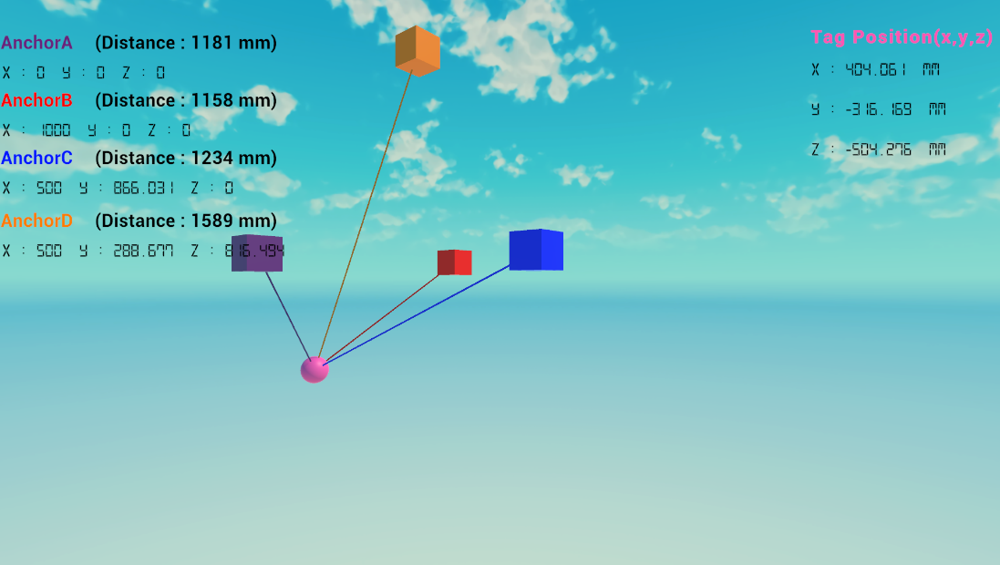 AnchorA (Distance : 1181 mm)
X : 0 Y : 0 Z : 0
AnchorB (Distance : 1158 mm)
X : 1000 Y : 0 Z : 0
AnchorC (Distance : 1234 mm)
X : 500 Y : 866.031 Z : 0
AnchorD (Distance : 1589 mm)
X : 500 Y : 288.677 Z : 816.494
Tag Position(x,y,z)
X : 404.061 MM
Y : -316.169 MM
Z : -504.276 MM